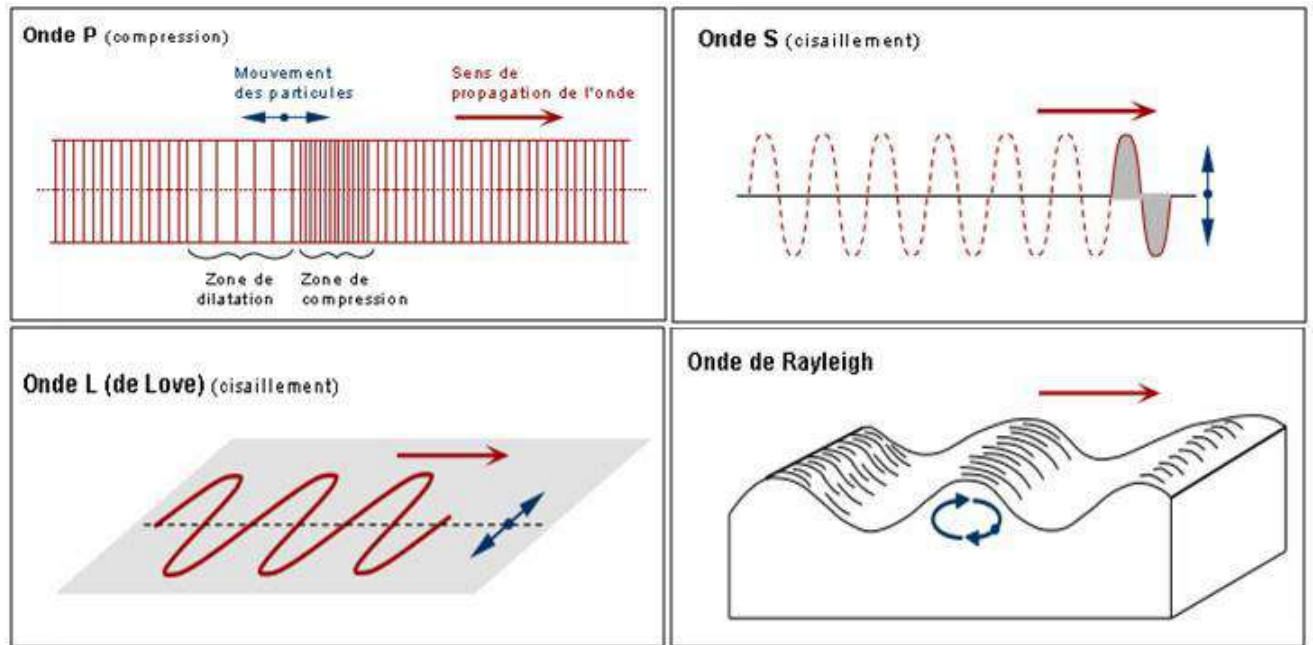 Onde P (compression)
Mouvement
des particules
Sens de
propagation de l'onde
Zone de
dilatation
Zone de
compression
Onde S (cisaillement)
Onde L (de Love) (cisaillement)
Onde de Rayleigh